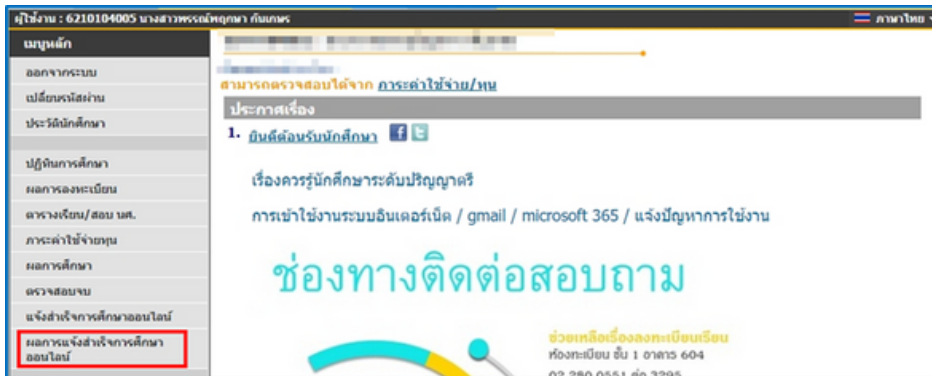 ผู้ใช้งาน : 6210104005 นางสาวพรรณ์พฤกษา กันเกษร
ภาษาไทย
เมนูหลัก
ออกจากระบบ
เปลี่ยนรหัสผ่าน
ประวัตินักศึกษา
ปฏิทินการศึกษา
ผลการลงทะเบียน
ตารางเรียน/สอบ นศ.
ภาระค่าใช้จ่ายทุน
ผลการศึกษา
ตรวจสอบจบ
แจ้งสำเร็จการศึกษาออนไลน์
ผลการแจ้งสำเร็จการศึกษา
ออนไลน์
สามารถตรวจสอบได้จาก ภาระค่าใช้จ่าย/ทุน
ประกาศเรื่อง
1. ยินดีต้อนรับนักศึกษา
เรื่องควรรู้นักศึกษาระดับปริญญาตรี
การเข้าใช้งานระบบอินเตอร์เน็ต / gmail / microsoft 365 / แจ้งปัญหาการใช้งาน
ช่องทางติดต่อสอบถาม
ช่วยเหลือเรื่องลงทะเบียนเรียน
ห้องทะเบียน ชั้น 1 อาคาร 604
02 280 0551 ต่อ 3295